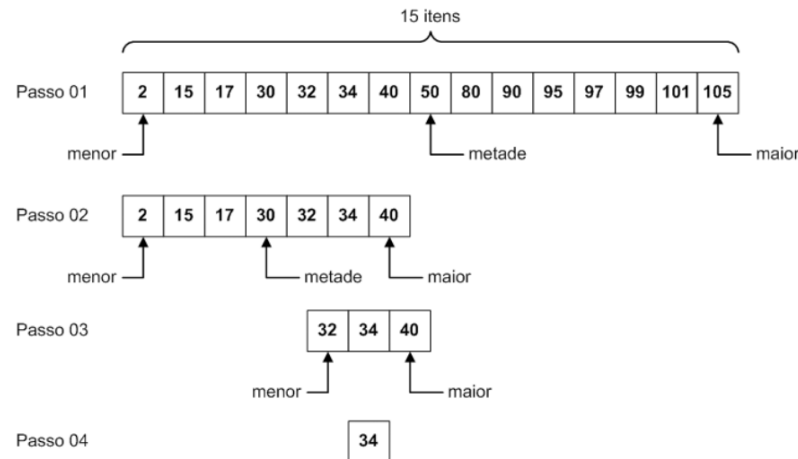 15 itens
Passo 01 2 15 17 30 32 34 40 50 80 90 95 97 99 101 105
menor metade maior
Passo 02 2 15 17 30 32 34 40
menor metade maior
Passo 03 32 34 40
menor maior
Passo 04 34